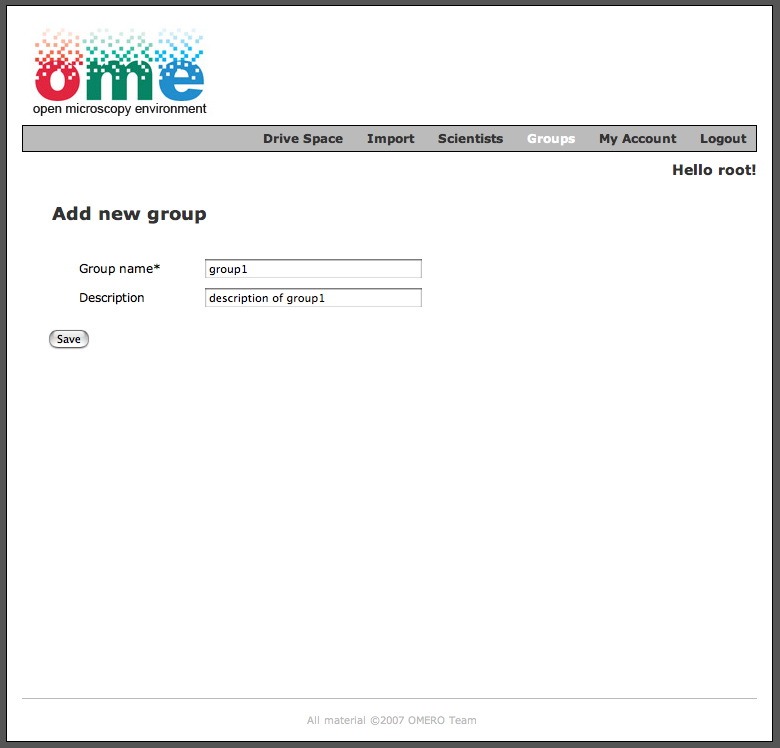 ome
open microscopy environment
Drive Space Import Scientists Groups My Account Logout
Hello root!
Add new group
Group name* group1
Description description of group1
Save
All material ©2007 OMERO Team